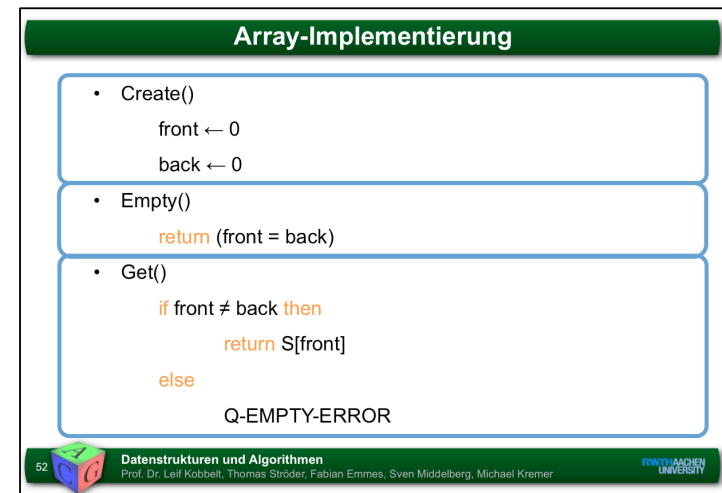 Array-Implementierung
• Create()
front ← 0
back ← 0
• Empty()
return (front = back)
• Get()
if front ≠ back then
return S[front]
else
Q-EMPTY-ERROR
52
A
C G
Datenstrukturen und Algorithmen
Prof. Dr. Leif Kobbelt, Thomas Ströder, Fabian Emmes, Sven Middelberg, Michael Kremer
RWTHAACHEN
UNIVERSITY